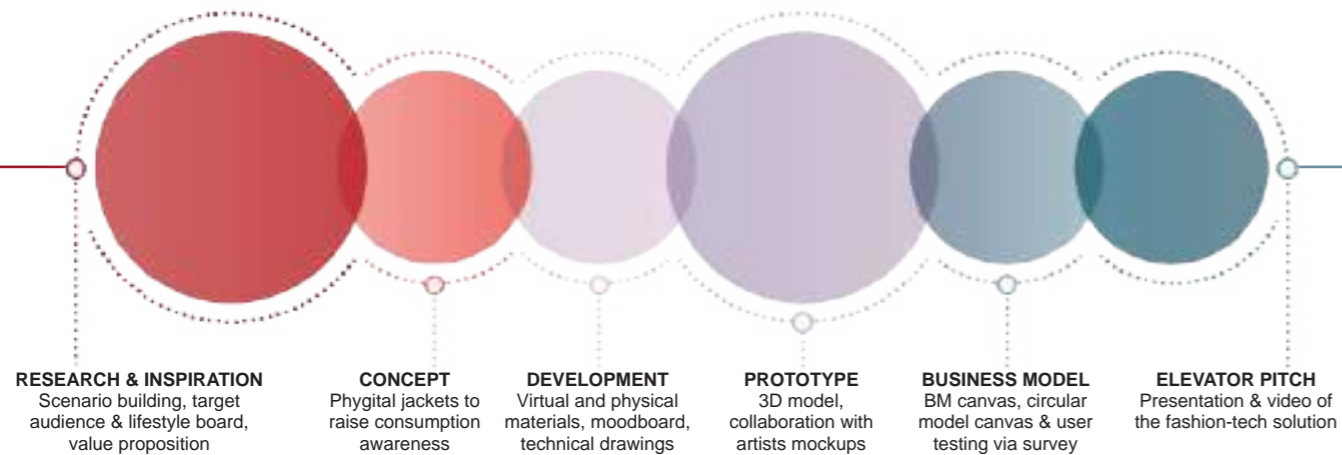 RESEARCH & INSPIRATION
Scenario building, target
audience & lifestyle board,
value proposition
CONCEPT
Phygital jackets to
raise consumption
awareness
DEVELOPMENT
Virtual and physical
materials, moodboard,
technical drawings
PROTOTYPE
3D model,
collaboration with
artists mockups
BUSINESS MODEL
BM canvas, circular
model canvas & user
testing via survey
ELEVATOR PITCH
Presentation & video of
the fashion-tech solution